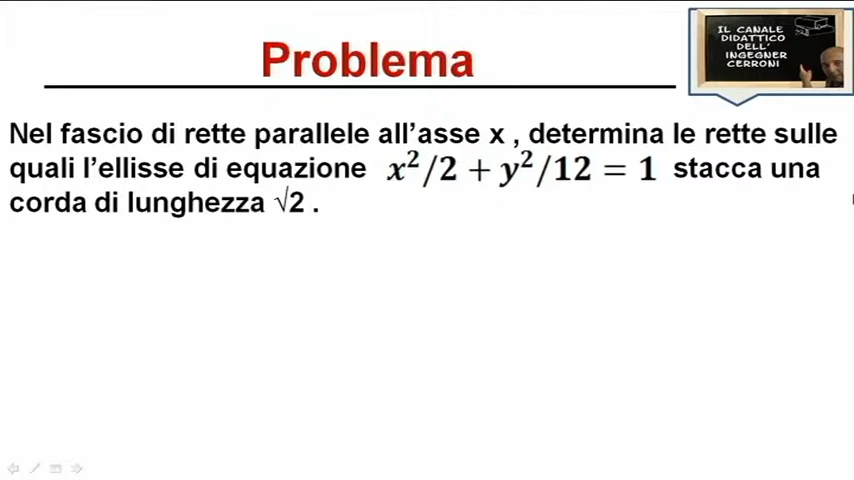 Problema
IL CANALE
DIDATTICO
DELL'
INGEGNER
CERRONI
Nel fascio di rette parallele all'asse x , determina le rette sulle
quali l'ellisse di equazione x²/2 + y²/12 = 1 stacca una
corda di lunghezza √2 .